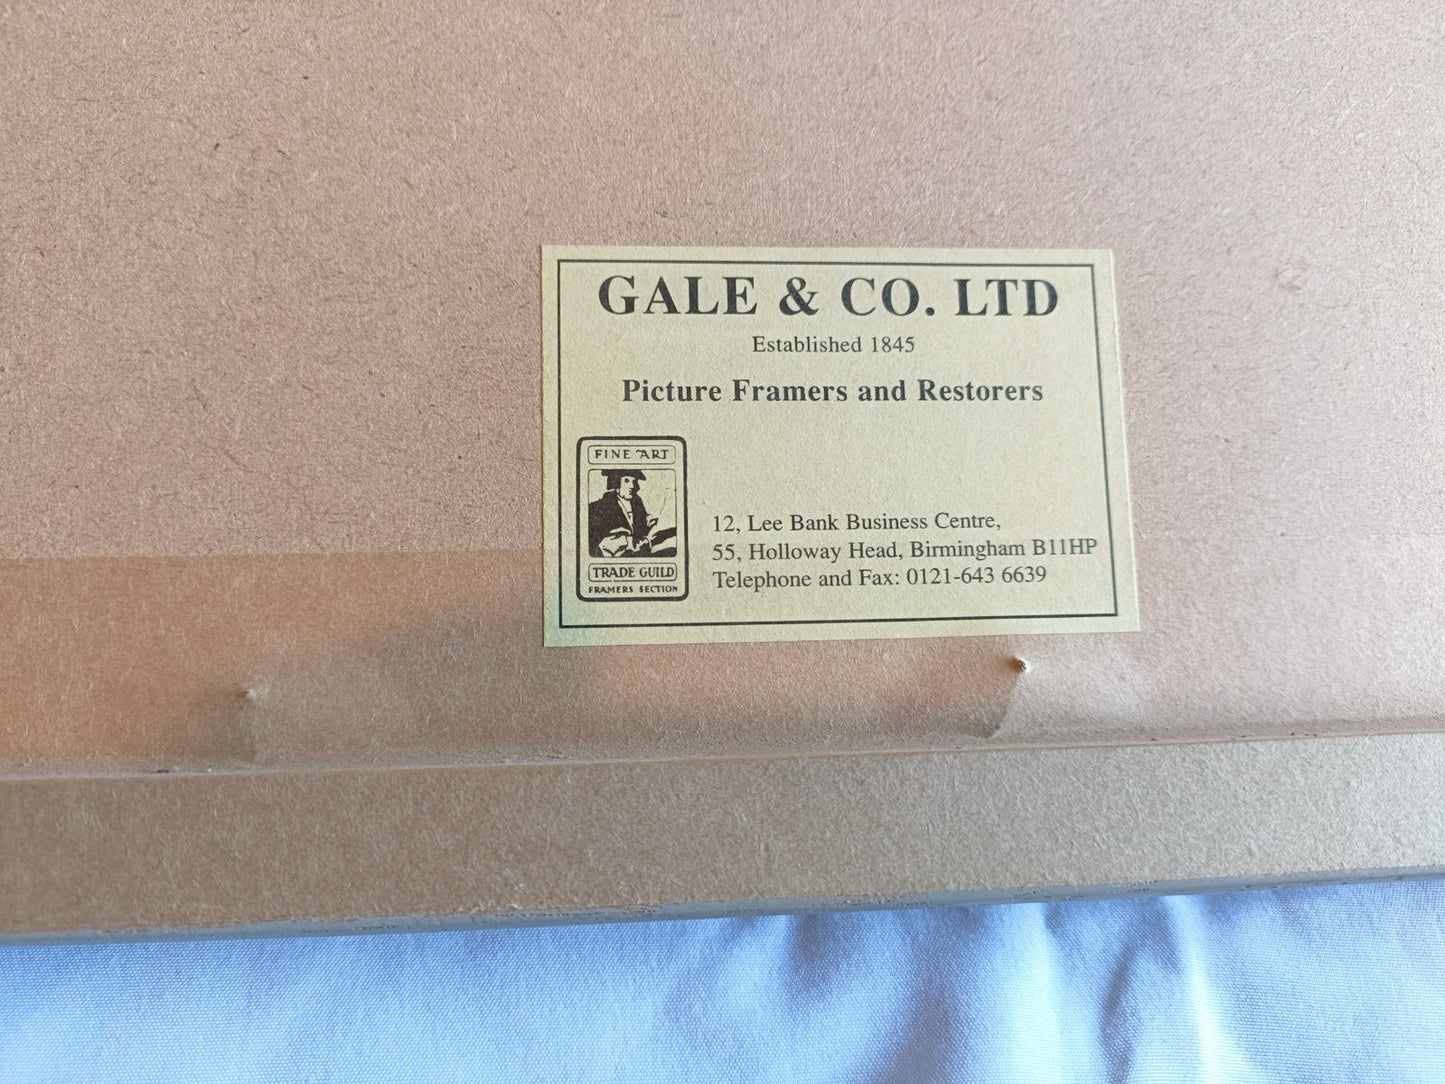 GALE & CO. LTD
Established 1845
Picture Framers and Restorers
FINE ART
TRADE GUILD
FRAMERS SECTION
12, Lee Bank Business Centre,
55, Holloway Head, Birmingham B11HP
Telephone and Fax: 0121-643 6639